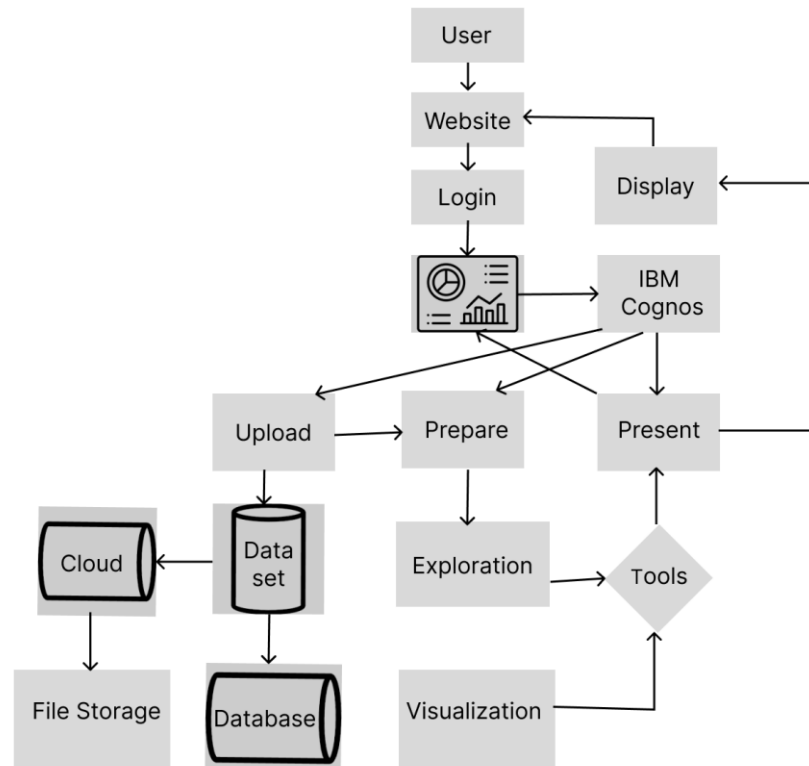 User
Website
Display
Login
IBM
Cognos
Upload
Prepare
Present
Cloud
Data
set
Exploration
Tools
File Storage
Database
Visualization